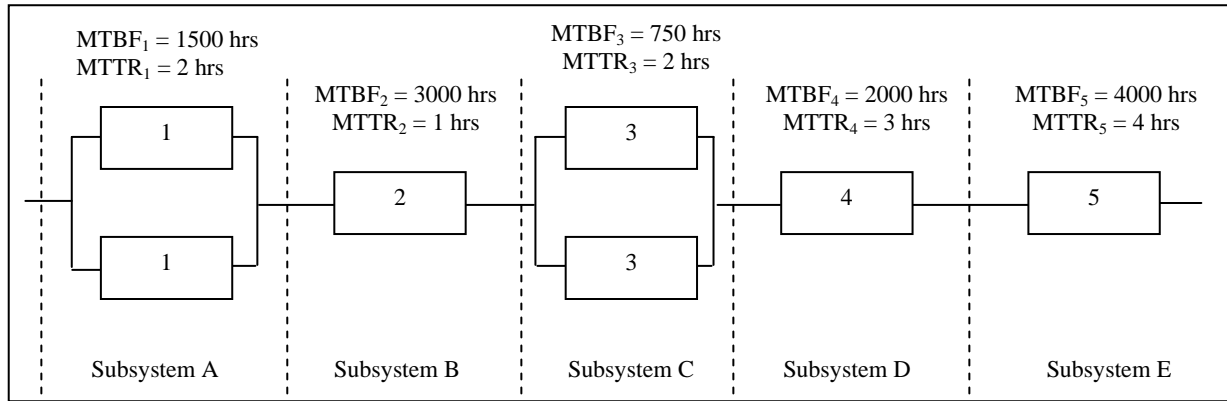 MTBF₁ = 1500 hrs
MTTR₁ = 2 hrs
MTBF₃ = 750 hrs
MTTR₃ = 2 hrs
MTBF₂ = 3000 hrs
MTTR₂ = 1 hrs
MTBF₄ = 2000 hrs
MTTR₄ = 3 hrs
MTBF₅ = 4000 hrs
MTTR₅ = 4 hrs
1
3
2
4
5
1
3
Subsystem A
Subsystem B
Subsystem C
Subsystem D
Subsystem E